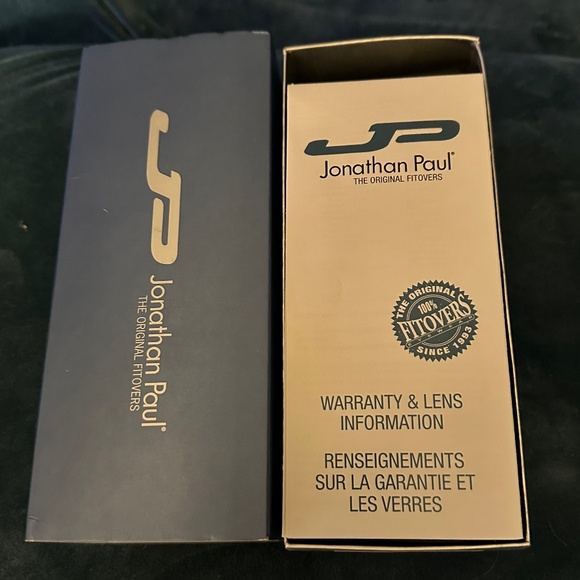 JP
Jonathan Paul®
THE ORIGINAL FITOVERS
JP
Jonathan Paul®
THE ORIGINAL FITOVERS
THE ORIGINAL
100%
FITOVERS
SINCE 1993
WARRANTY & LENS
INFORMATION
RENSEIGNEMENTS
SUR LA GARANTIE ET
LES VERRES